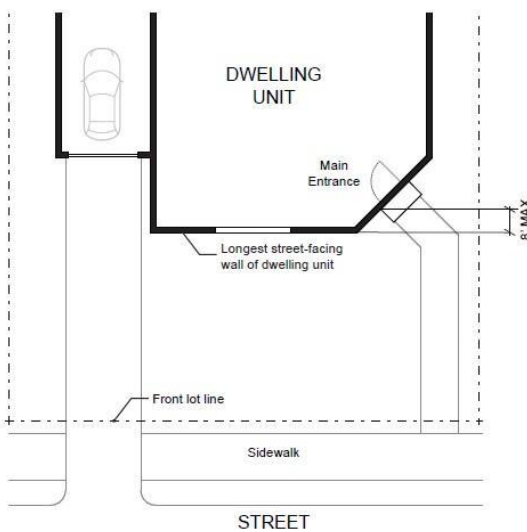 DWELLING
UNIT
Main
Entrance
8' MAX
Longest street-facing
wall of dwelling unit
Front lot line
Sidewalk
STREET